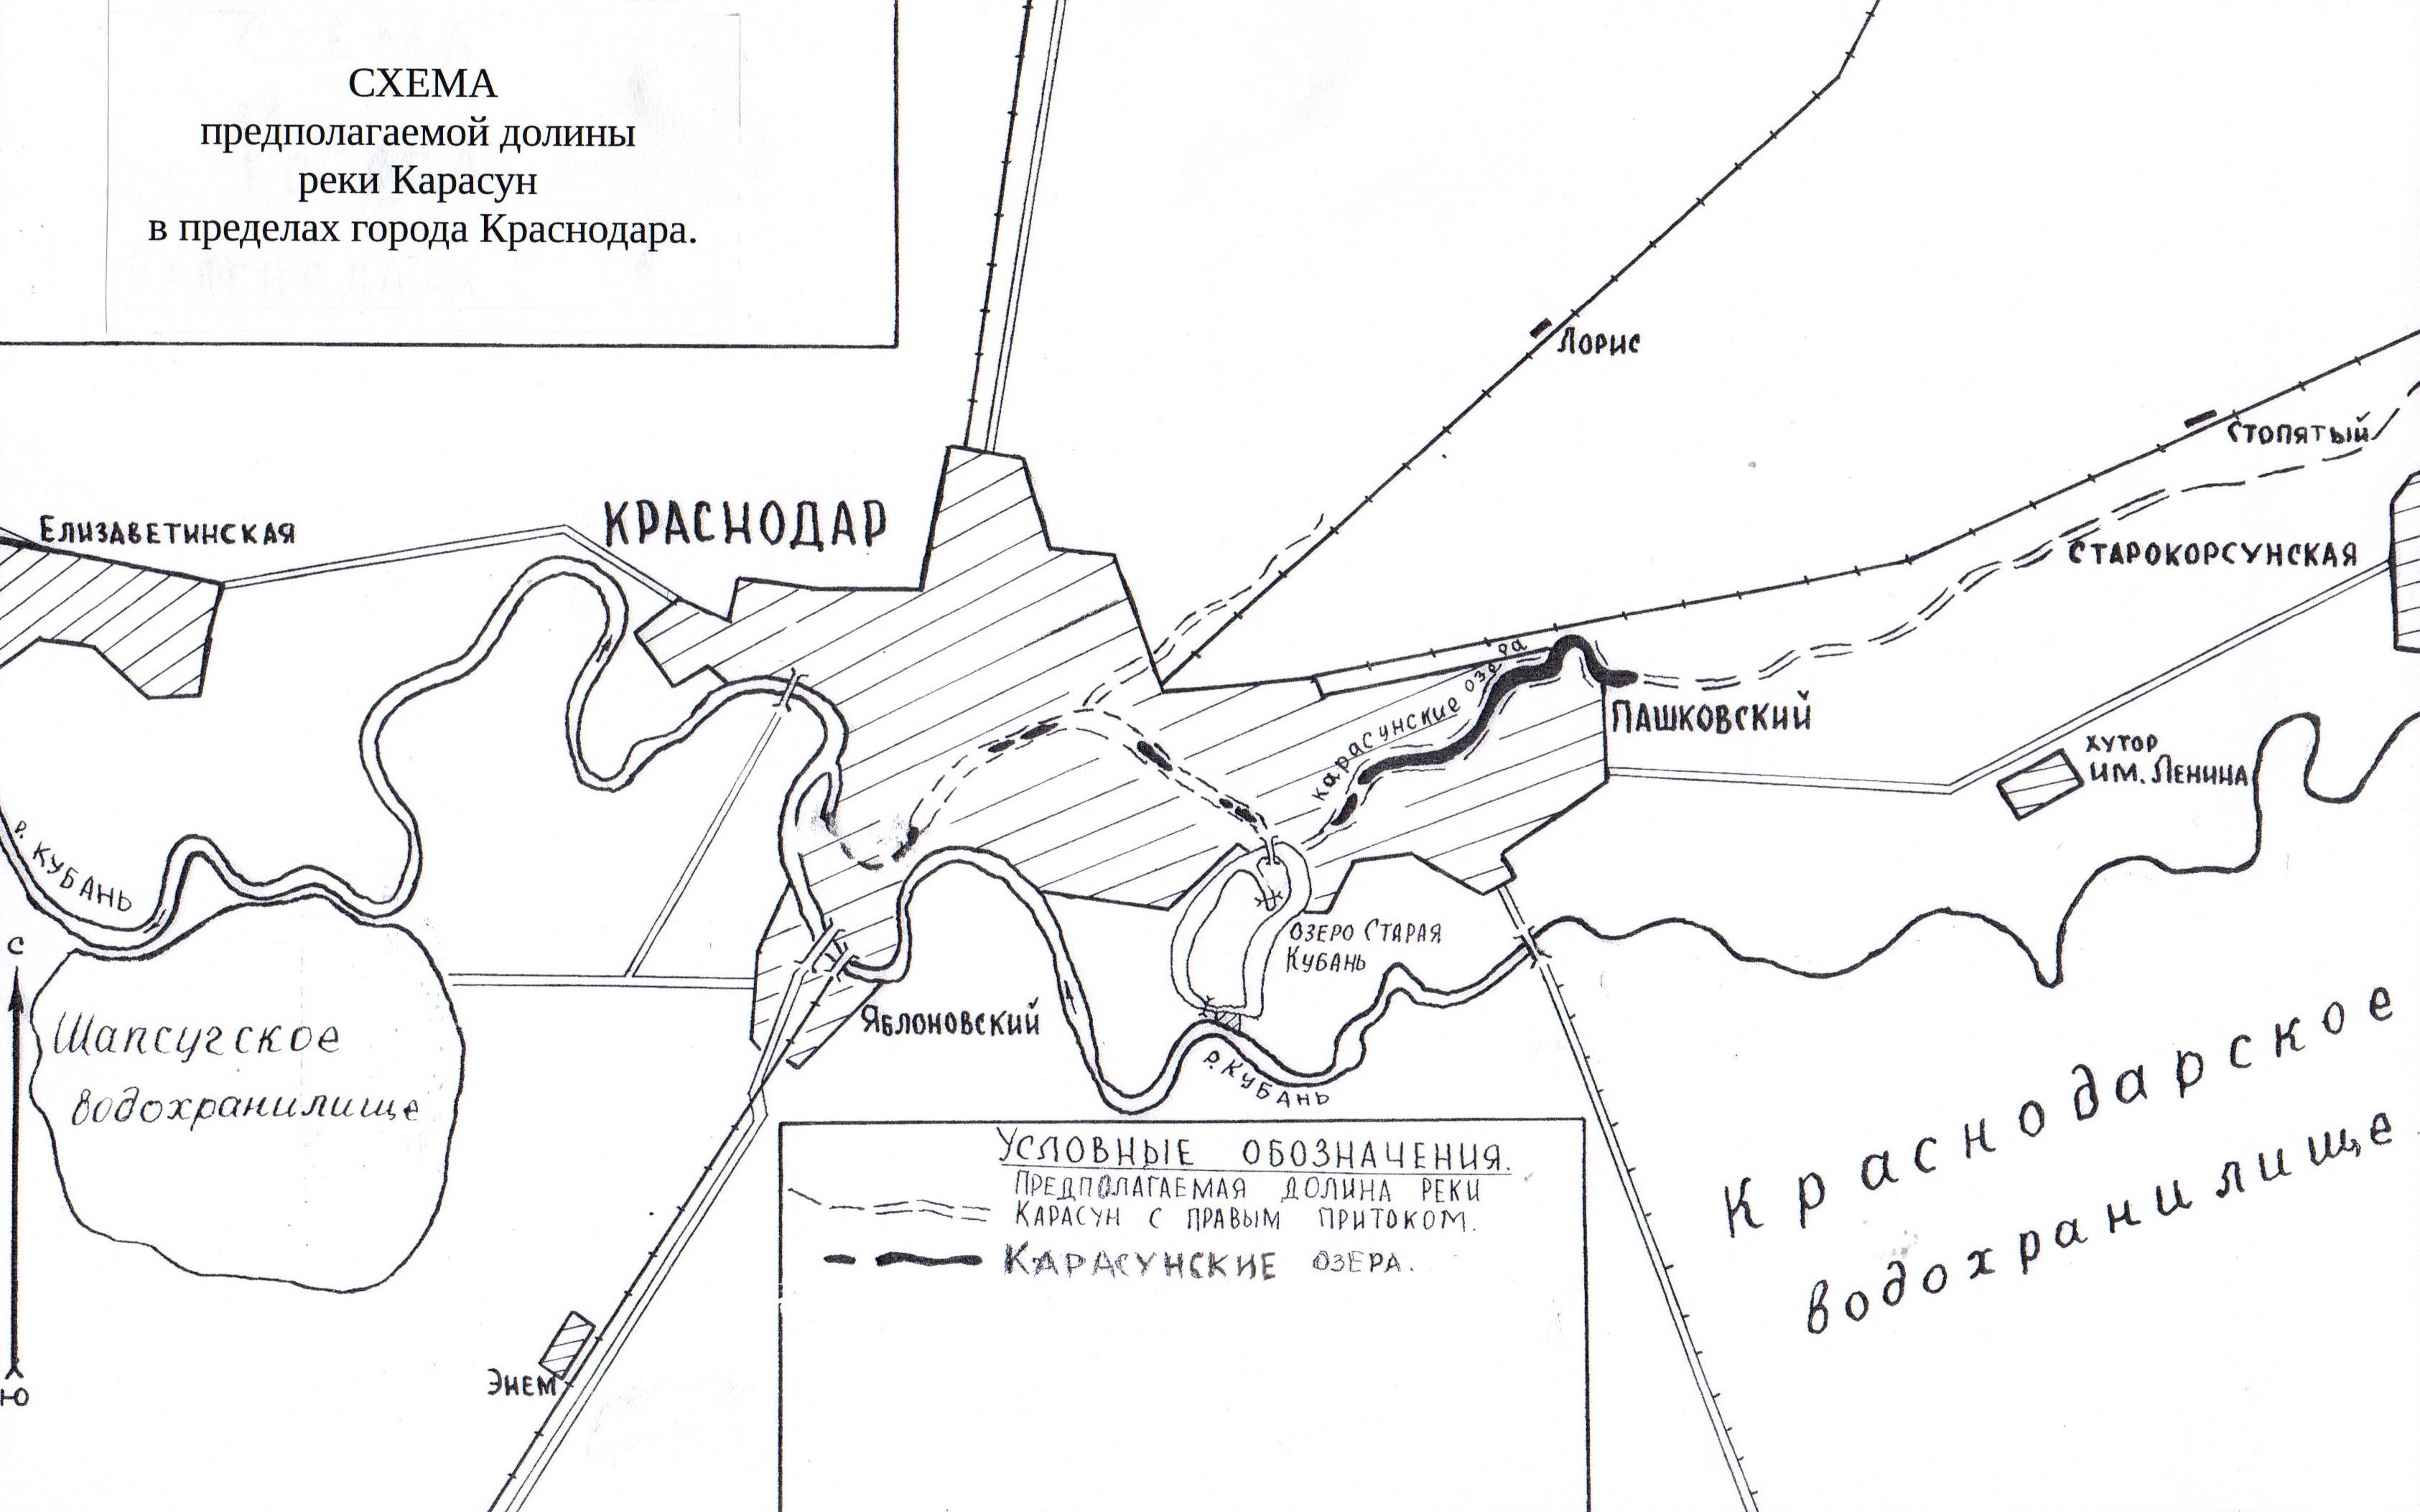 СХЕМА
предполагаемой долины
реки Карасун
в пределах города Краснодара.
Лорис
Стопятый
Елизаветинская
КРАСНОДАР
Старокорсунская
карасунские озера
Пашковский
хутор
им. Ленина
р. Кубань
С
Озеро Старая
Кубань
Яблоновский
Шапсугское
водохранилище
р. Кубань
Краснодарское
водохранилище
Ю
Энем
Условные обозначения.
Предполагаемая долина реки
Карасун с правым притоком.
Карасунские озера.